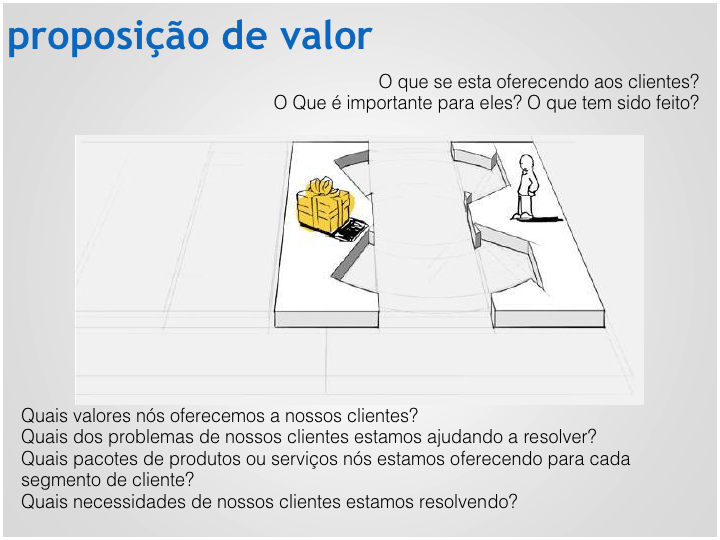 proposição de valor
O que se esta oferecendo aos clientes?
O Que é importante para eles? O que tem sido feito?
Quais valores nós oferecemos a nossos clientes?
Quais dos problemas de nossos clientes estamos ajudando a resolver?
Quais pacotes de produtos ou serviços nós estamos oferecendo para cada
segmento de cliente?
Quais necessidades de nossos clientes estamos resolvendo?